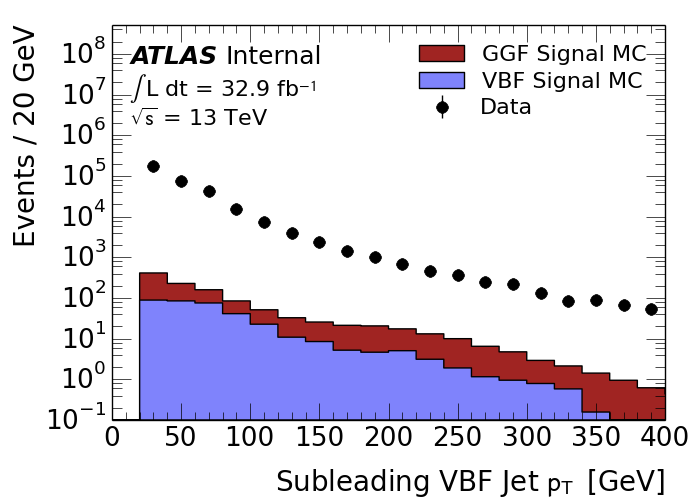 ATLAS Internal
∫L dt = 32.9 fb⁻¹
√s = 13 TeV
GGF Signal MC
VBF Signal MC
Data
Events / 20 GeV
10⁸
10⁷
10⁶
10⁵
10⁴
10³
10²
10¹
10⁰
10⁻¹
0 50 100 150 200 250 300 350 400
Subleading VBF Jet p_T [GeV]